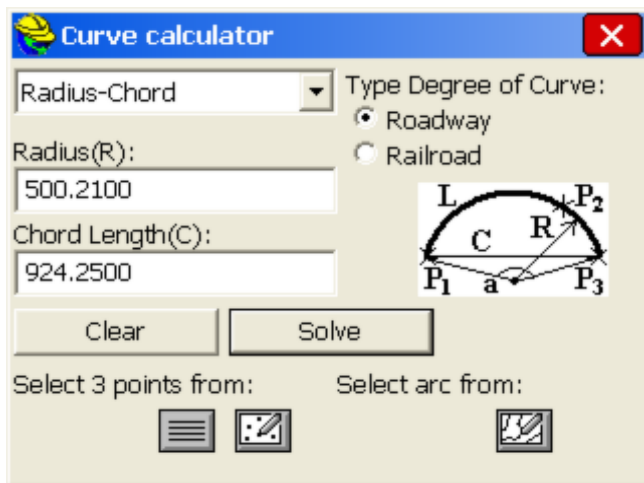 Curve calculator
Radius-Chord
Type Degree of Curve:
Roadway
Railroad
Radius(R):
500.2100
Chord Length(C):
924.2500
L
P2
R
C
P1
a
P3
Clear
Solve
Select 3 points from:
Select arc from: